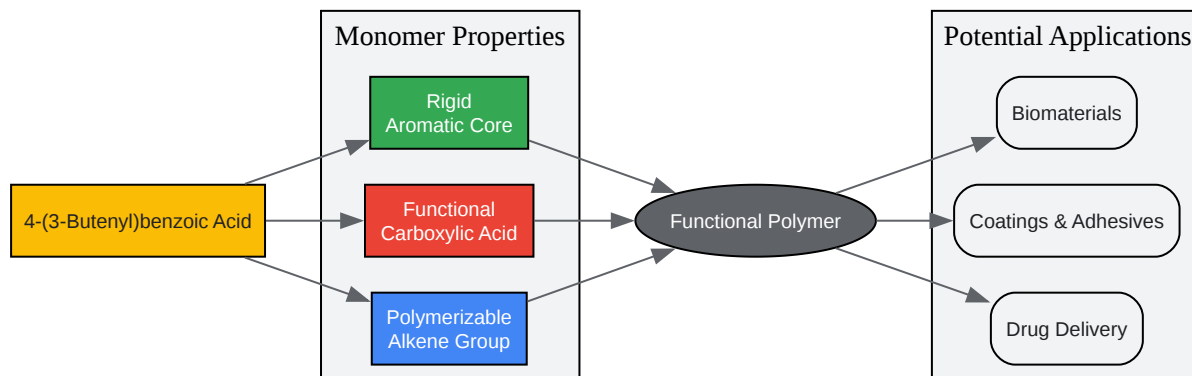 Monomer Properties
Potential Applications
Rigid
Aromatic Core
Biomaterials
4-(3-Butenyl)benzoic Acid
Functional
Carboxylic Acid
Functional Polymer
Coatings & Adhesives
Polymerizable
Alkene Group
Drug Delivery